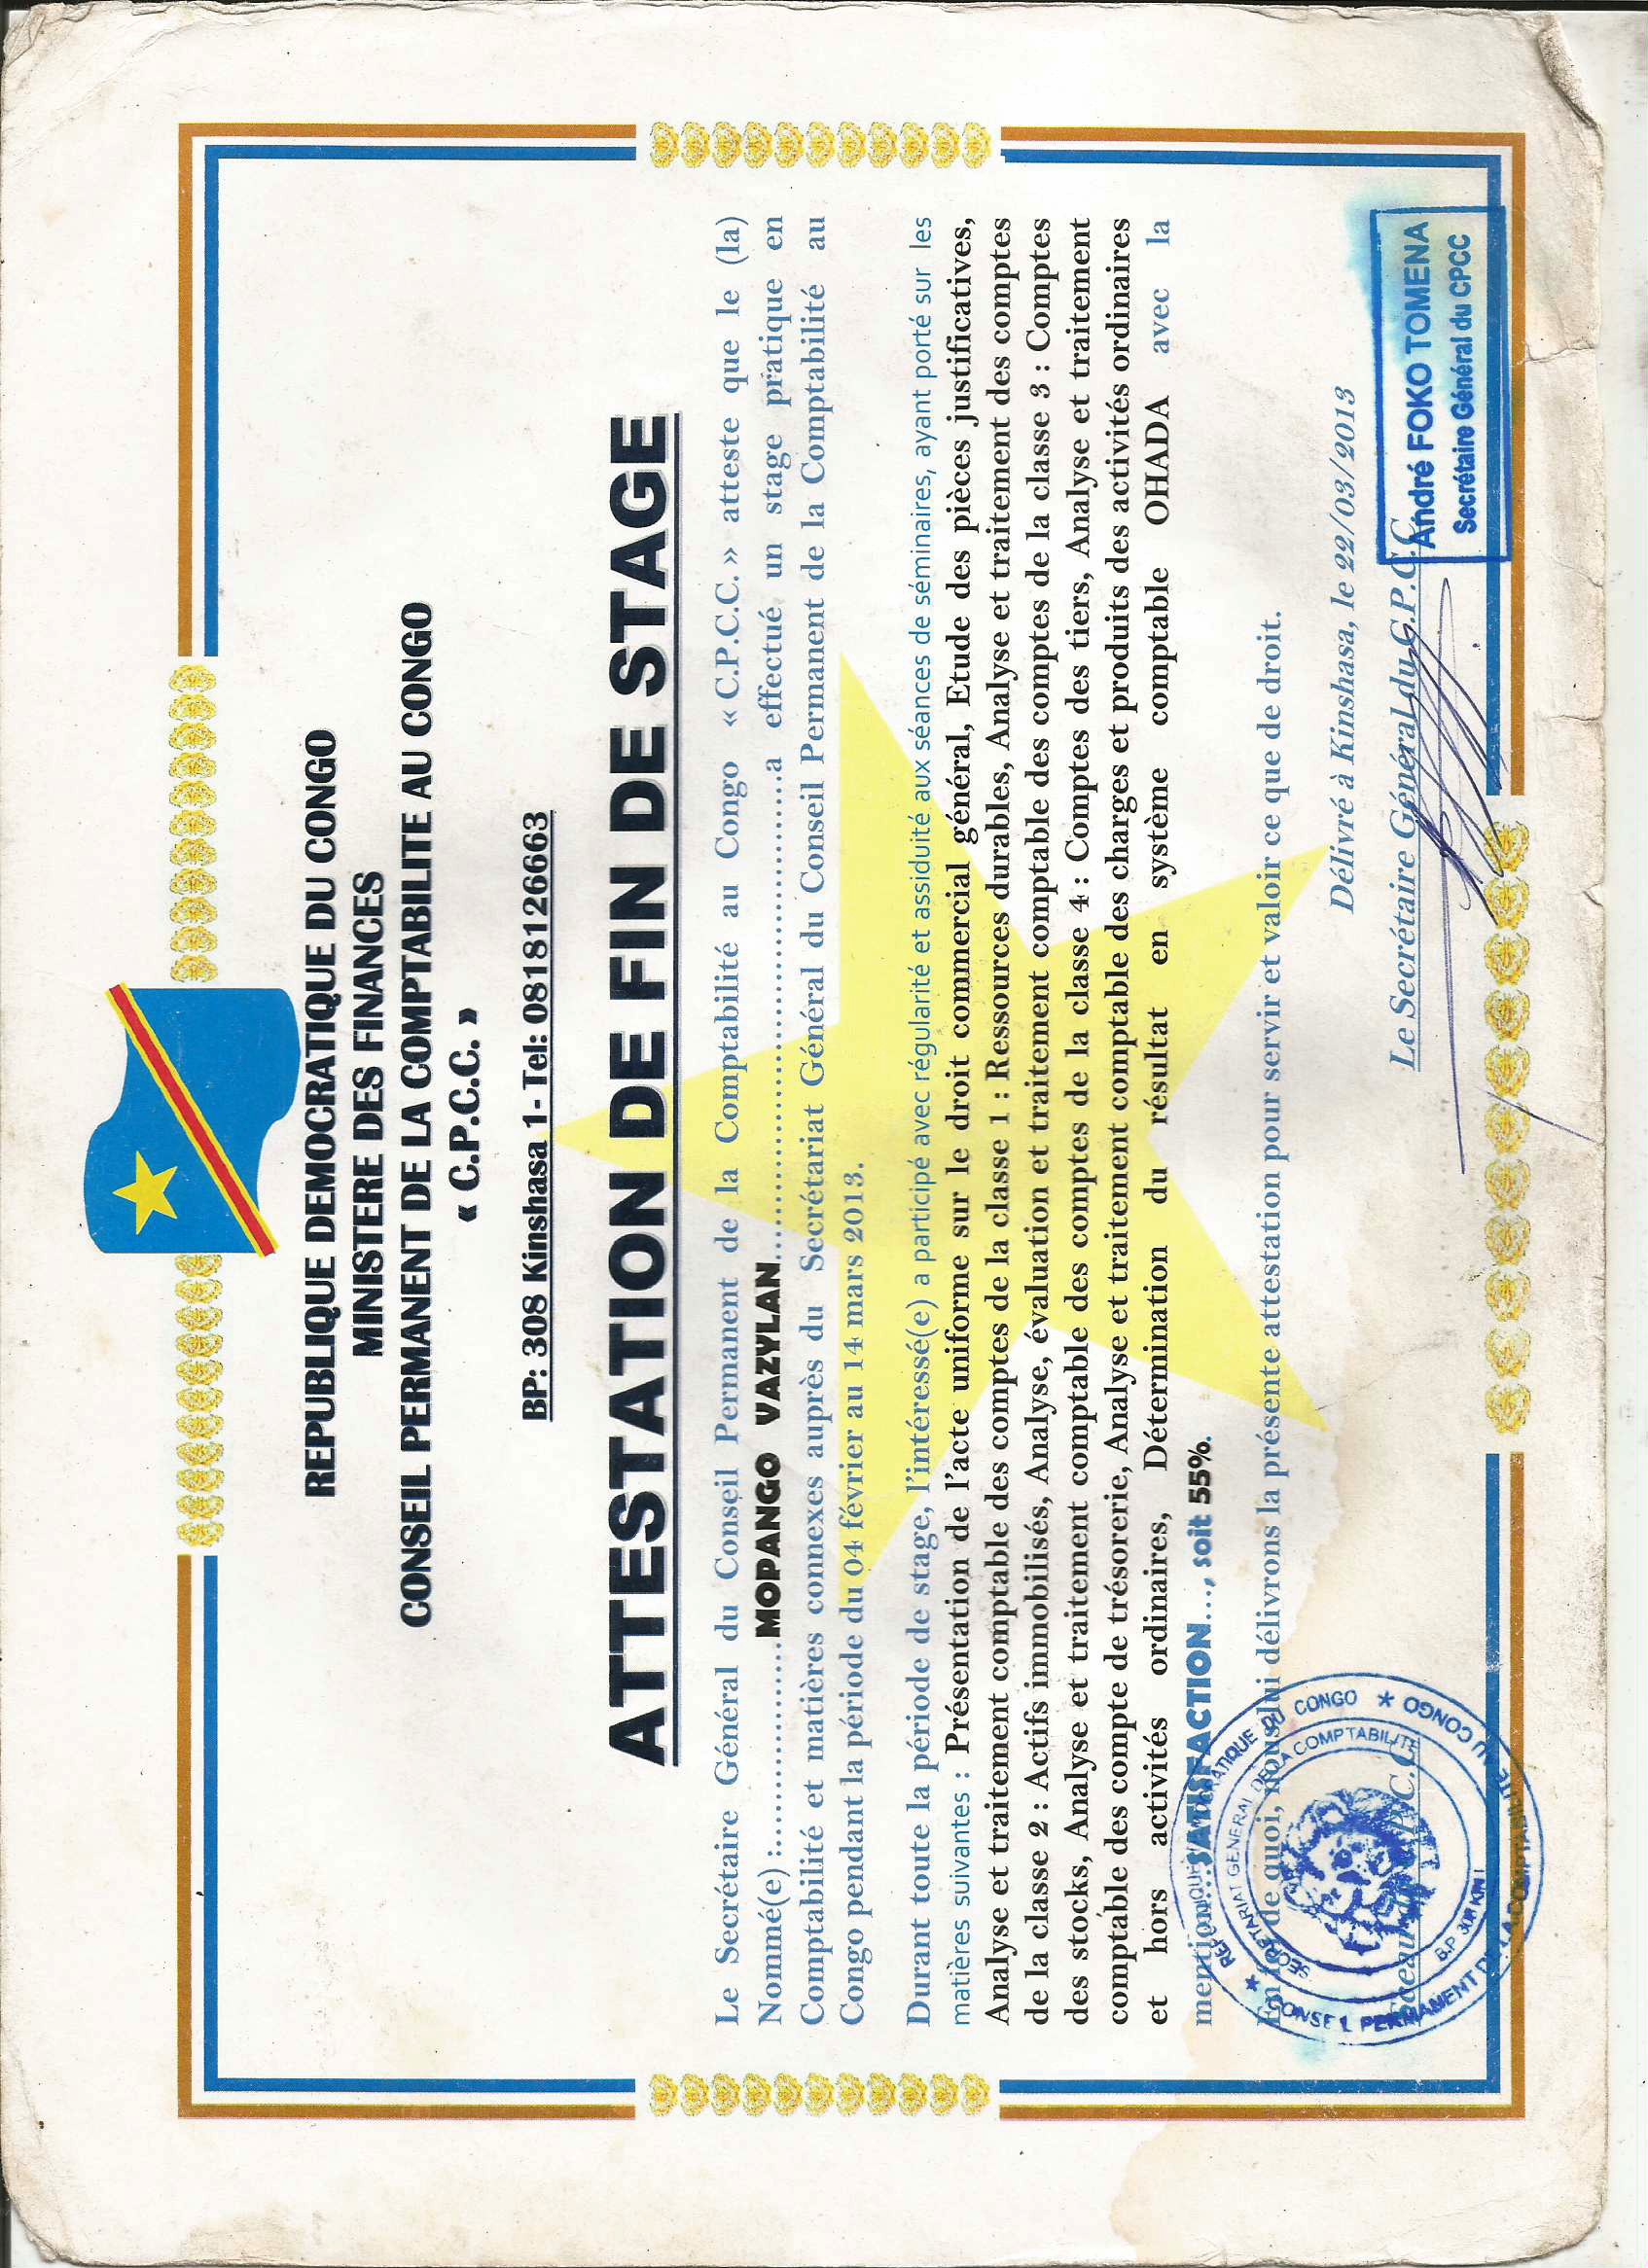 REPUBLIQUE DEMOCRATIQUE DU CONGO
MINISTERE DES FINANCES
CONSEIL PERMANENT DE LA COMPTABILITE AU CONGO
« C.P.C.C. »
BP: 308 Kinshasa 1- Tel: 0818126663
ATTESTATION DE FIN DE STAGE
Le Secrétaire Général du Conseil Permanent de la Comptabilité au Congo « C.P.C.C. » atteste que le (la)
Nommé(e) :..................MOPANGO VAZYLAN..........................................a effectué un stage pratique en
Comptabilité et matières connexes auprès du Secrétariat Général du Conseil Permanent de la Comptabilité au
Congo pendant la période du 04 février au 14 mars 2013.
Durant toute la période de stage, l'intéressé(e) a participé avec régularité et assiduité aux séances de séminaires, ayant porté sur les
matières suivantes : Présentation de l'acte uniforme sur le droit commercial général, Etude des pièces justificatives,
Analyse et traitement comptable des comptes de la classe 1 : Ressources durables, Analyse et traitement des comptes
de la classe 2 : Actifs immobilisés, Analyse, évaluation et traitement comptable des comptes de la classe 3 : Comptes
des stocks, Analyse et traitement comptable des comptes de la classe 4 : Comptes des tiers, Analyse et traitement
comptable des compte de trésorerie, Analyse et traitement comptable des charges et produits des activités ordinaires
et hors activités ordinaires, Détermination du résultat en système comptable OHADA avec la
mention...SATISFACTION..., soit 55%.
En foi de quoi, nous lui délivrons la présente attestation pour servir et valoir ce que de droit.
Délivré à Kinshasa, le 22/03/2013
Sceau du C.P.C.C.
Le Secrétaire Général du C.P.C.C.
André FOKO TOMENA
Secrétaire Général du CPCC
REPUBLIQUE DEMOCRATIQUE DU CONGO
CONSEIL PERMANENT DE LA COMPTABILITE AU CONGO
SECRETARIAT GENERAL DE LA COMPTABILITE
B.P. 308 KIN I